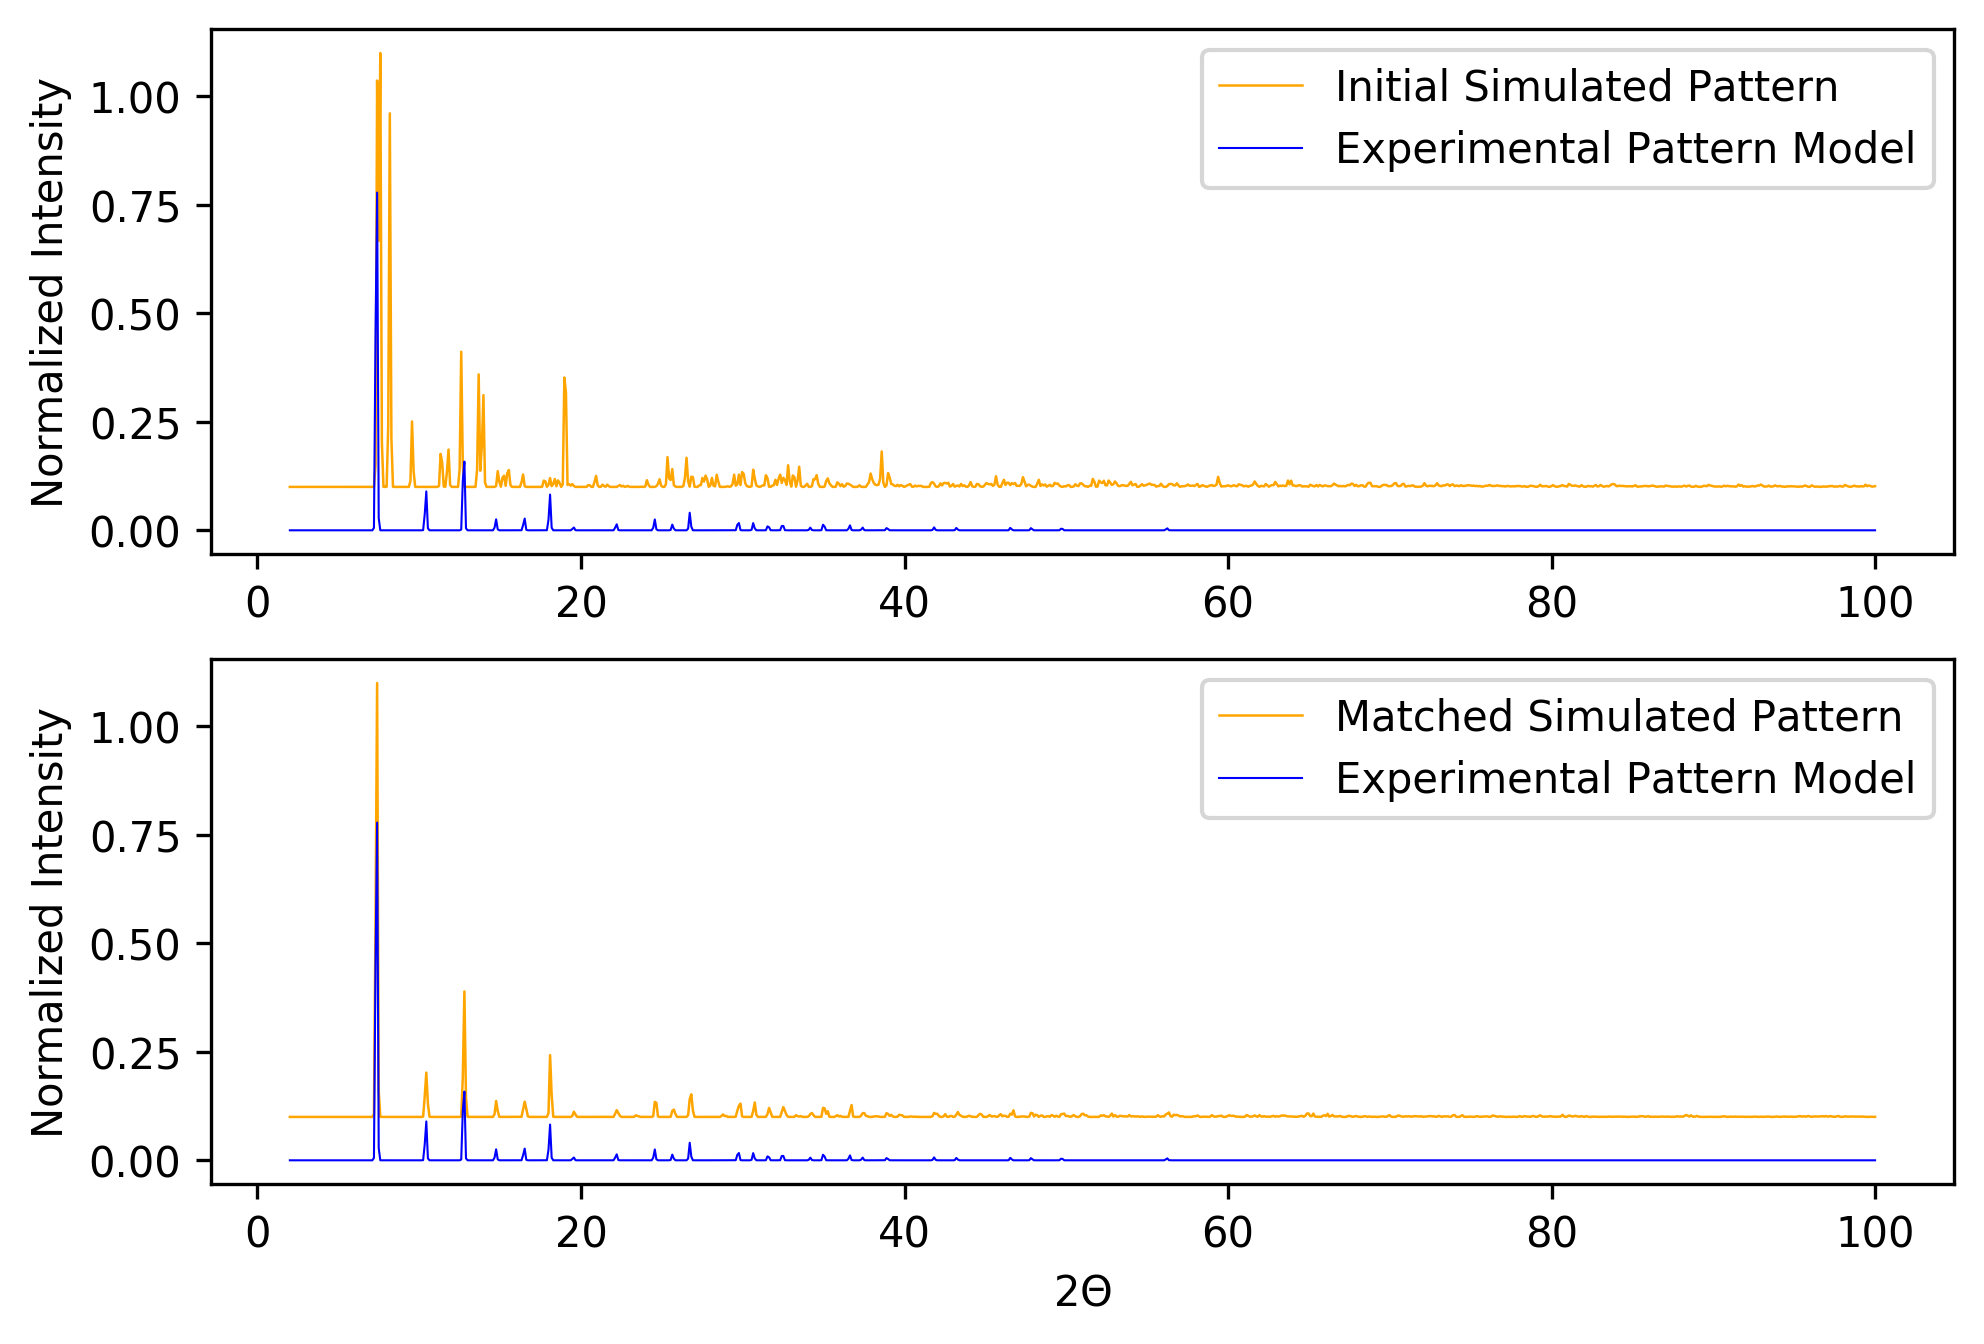 Normalized Intensity
1.00
0.75
0.50
0.25
0.00
Initial Simulated Pattern
Experimental Pattern Model
0 20 40 60 80 100
Normalized Intensity
1.00
0.75
0.50
0.25
0.00
Matched Simulated Pattern
Experimental Pattern Model
0 20 40 60 80 100
2Θ